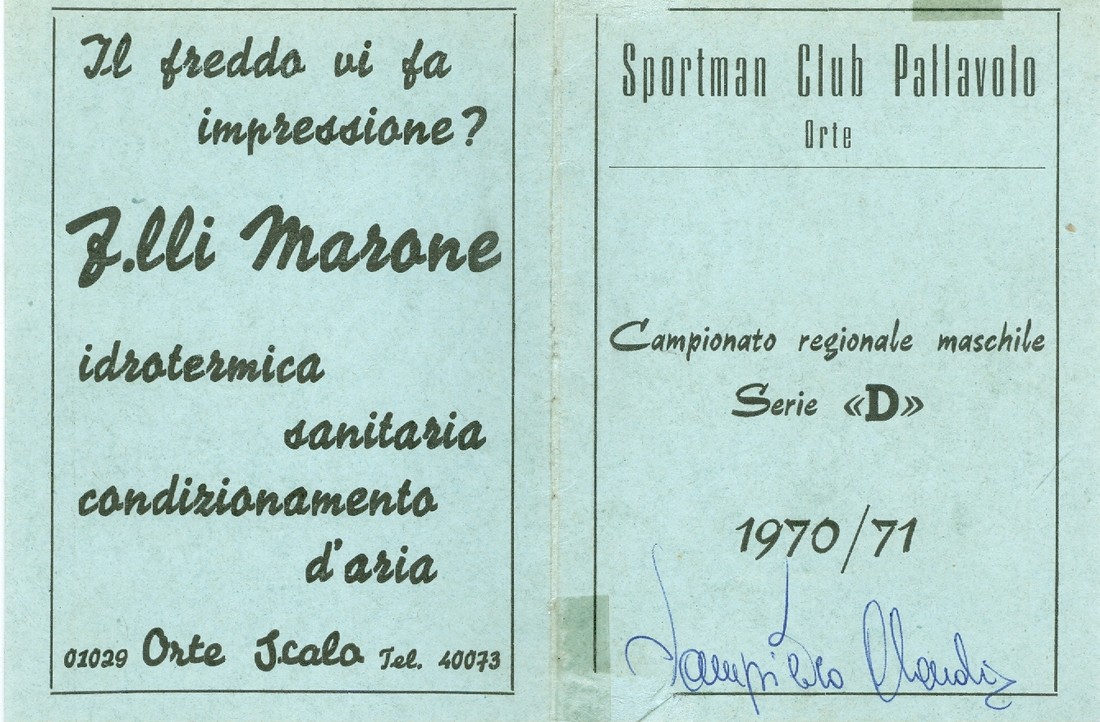 Il freddo vi fa
impressione?
F.lli Marone
idrotermica
sanitaria
condizionamento
d'aria
01029 Orte Scalo Tel. 40073
Sportman Club Pallavolo
Orte
Campionato regionale maschile
Serie «D»
1970/71